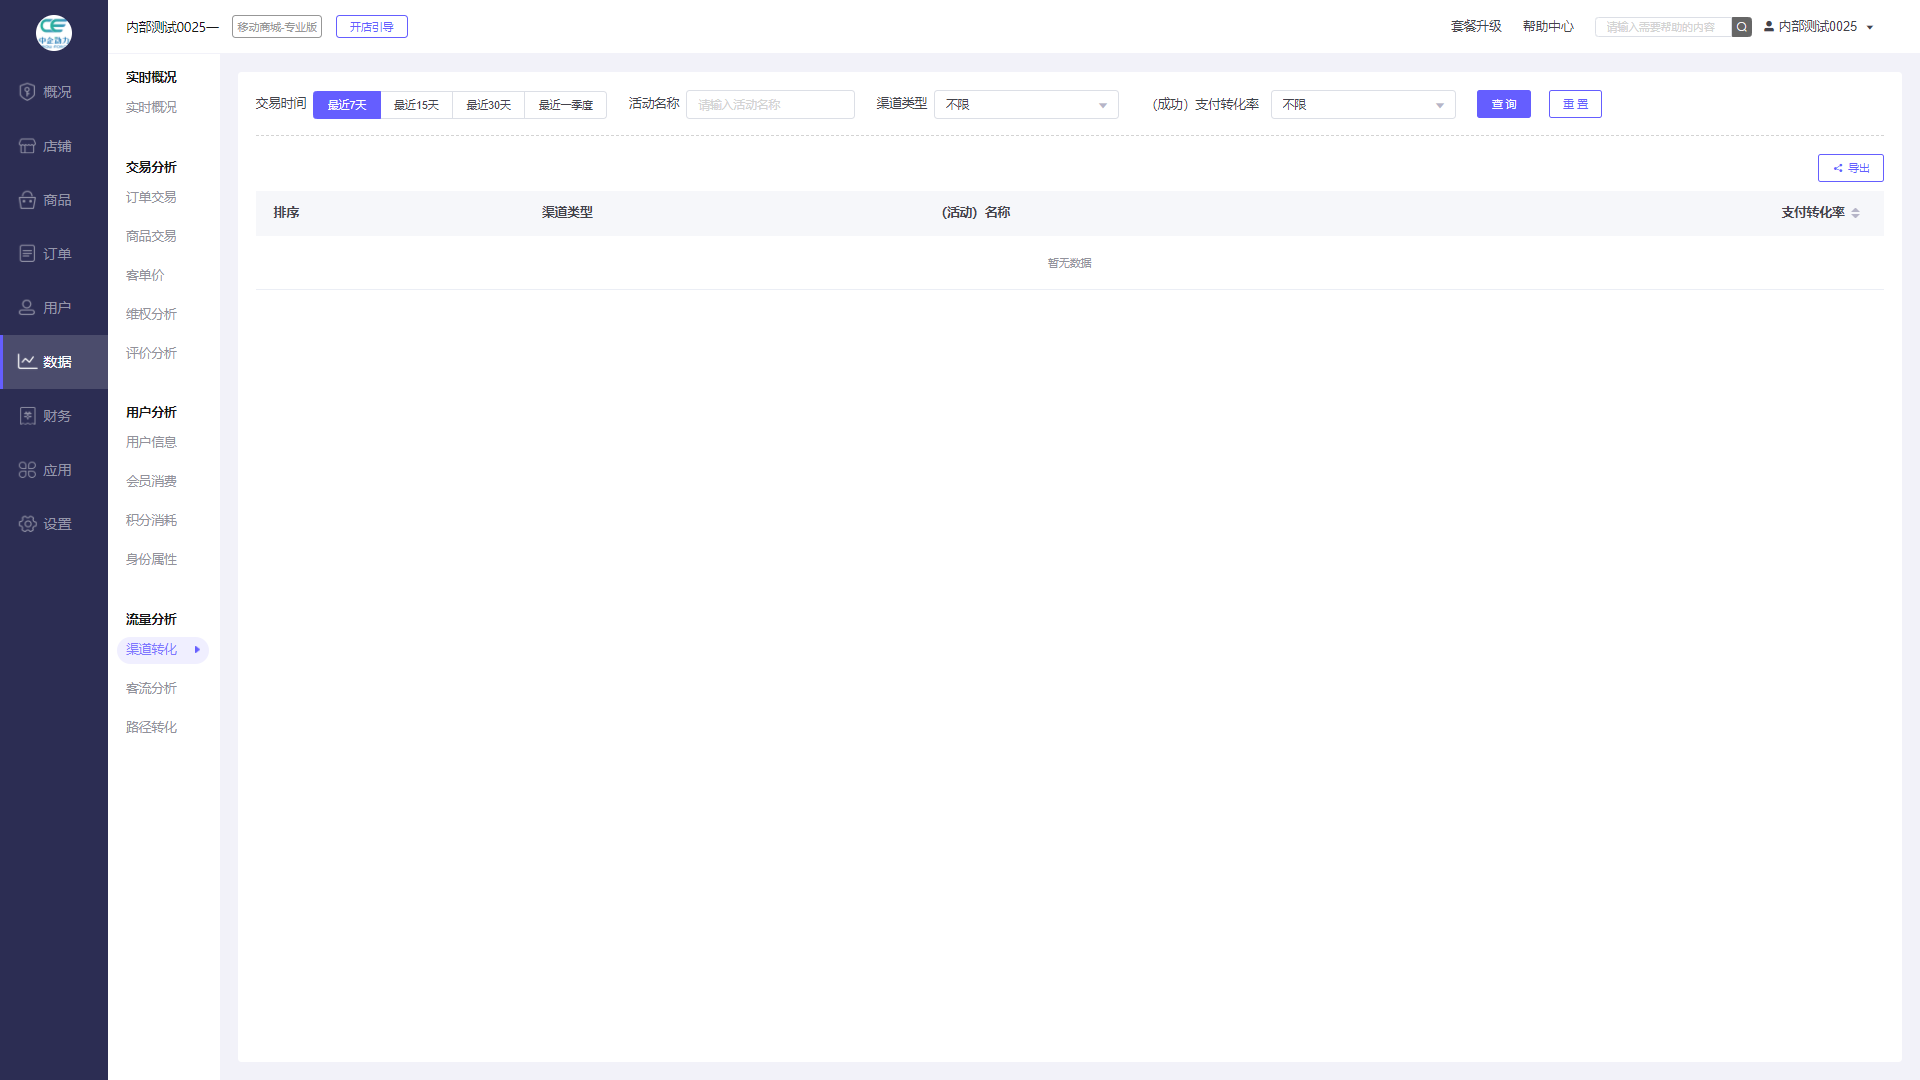 中企动力
概况
店铺
商品
订单
用户
数据
财务
应用
设置
内部测试0025—
移动商城-专业版
开店引导
套餐升级
帮助中心
请输入需要帮助的内容
内部测试0025
实时概况
实时概况
交易分析
订单交易
商品交易
客单价
维权分析
评价分析
用户分析
用户信息
会员消费
积分消耗
身份属性
流量分析
渠道转化
客流分析
路径转化
交易时间 最近7天 最近15天 最近30天 最近一季度 活动名称 请输入活动名称 渠道类型 不限 （成功）支付转化率 不限 查 询 重 置
导出
排序 渠道类型 （活动）名称 支付转化率
暂无数据